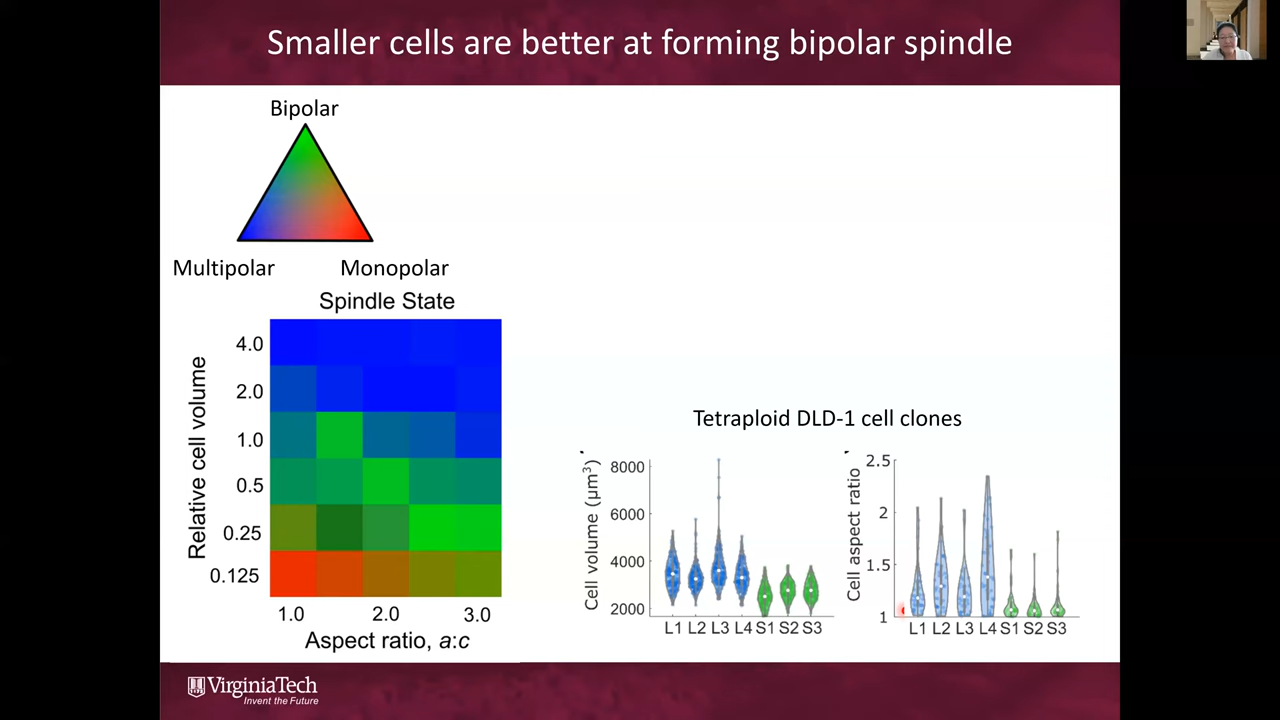 Smaller cells are better at forming bipolar spindle
Bipolar
Multipolar
Monopolar
Spindle State
Relative cell volume
4.0
2.0
1.0
0.5
0.25
0.125
1.0
2.0
3.0
Aspect ratio, a:c
Tetraploid DLD-1 cell clones
Cell volume (μm³)
8000
6000
4000
2000
L1 L2 L3 L4 S1 S2 S3
Cell aspect ratio
2.5
2
1.5
1
L1 L2 L3 L4 S1 S2 S3
VirginiaTech
Invent the Future